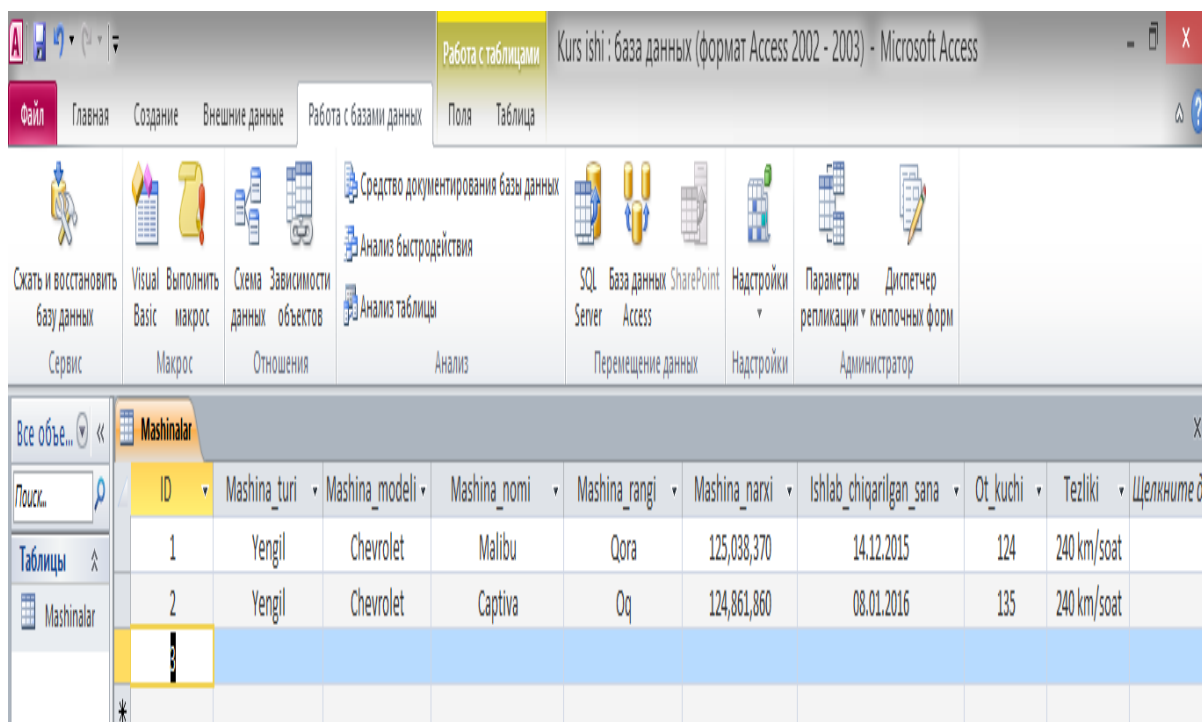 Работа с таблицами
Kurs ishi : база данных (формат Access 2002 - 2003) - Microsoft Access
Файл Главная Создание Внешние данные Работа с базами данных Поля Таблица
Сжать и восстановить базу данных
Visual Basic
Выполнить макрос
Схема данных
Зависимости объектов
Средство документирования базы данных
Анализ быстродействия
Анализ таблицы
SQL Server
База данных Access
SharePoint
Надстройки
Параметры репликации
Диспетчер кнопочных форм
Сервис Макрос Отношения Анализ Перемещение данных Надстройки Администратор
Все объе...
Mashinalar
Поиск...
Таблицы
Mashinalar
ID Mashina_turi Mashina_modeli Mashina_nomi Mashina_rangi Mashina_narxi Ishlab_chiqarilgan_sana Ot_kuchi Tezliki Щелкните
1 Yengil Chevrolet Malibu Qora 125,038,370 14.12.2015 124 240 km/soat
2 Yengil Chevrolet Captiva Oq 124,861,860 08.01.2016 135 240 km/soat
3